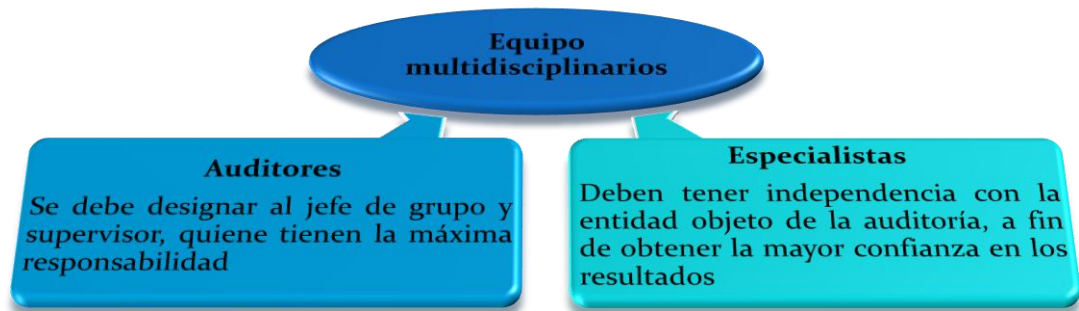 Equipo
multidisciplinarios
Auditores
Se debe designar al jefe de grupo y
supervisor, quiene tienen la máxima
responsabilidad
Especialistas
Deben tener independencia con la
entidad objeto de la auditoría, a fin
de obtener la mayor confianza en los
resultados